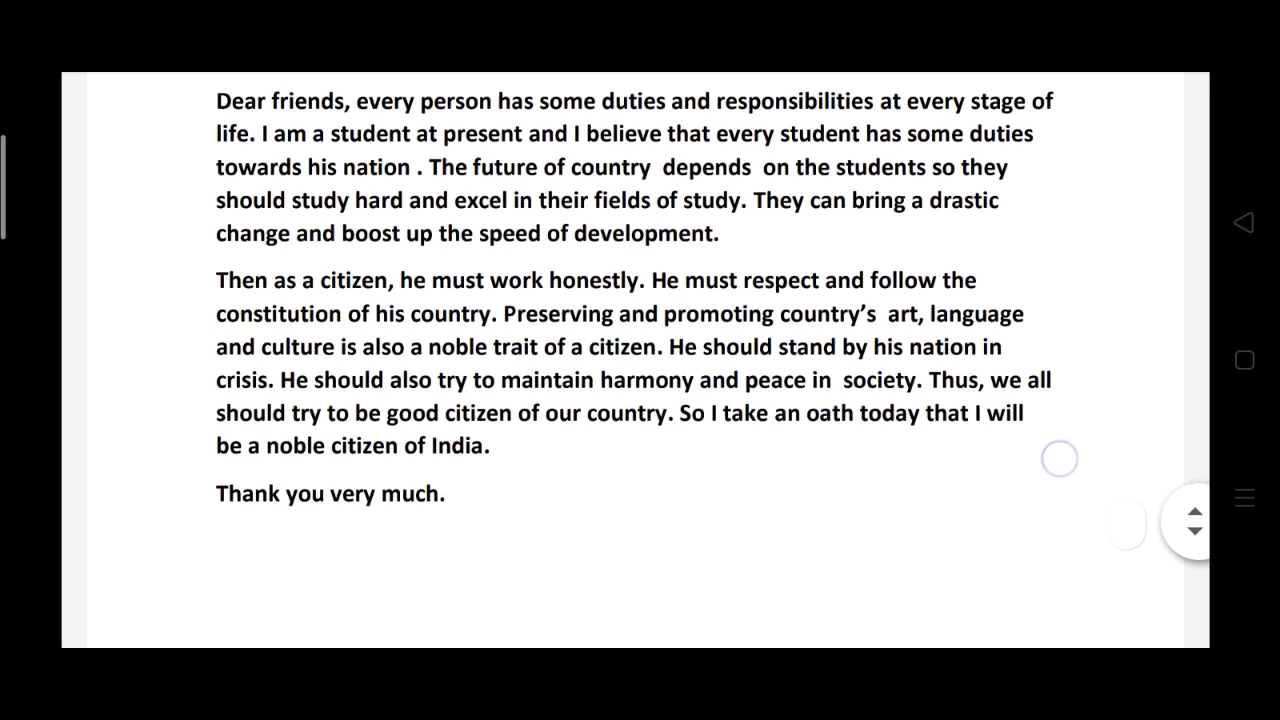 Dear friends, every person has some duties and responsibilities at every stage of
life. I am a student at present and I believe that every student has some duties
towards his nation . The future of country  depends  on the students so they
should study hard and excel in their fields of study. They can bring a drastic
change and boost up the speed of development.
Then as a citizen, he must work honestly. He must respect and follow the
constitution of his country. Preserving and promoting country’s  art, language
and culture is also a noble trait of a citizen. He should stand by his nation in
crisis. He should also try to maintain harmony and peace in  society. Thus, we all
should try to be good citizen of our country. So I take an oath today that I will
be a noble citizen of India.
Thank you very much.